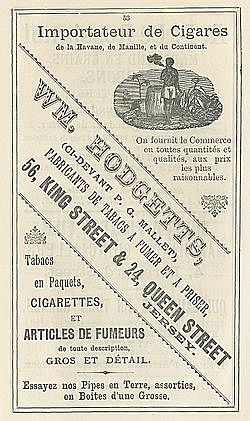 53
Importateur de Cigares
de la Havane, de Manille, et du Continent.
On fournit le Commerce
en toutes quantités et
qualités, aux prix
les plus
raisonnables.
WM. HODGETTS,
(CI-DEVANT P. G. MALLET),
FABRICANTS DE TABACS A FUMER ET A PRISER,
56, KING STREET & 24, QUEEN STREET
JERSEY.
Tabacs
en Paquets,
CIGARETTES,
ET
ARTICLES DE FUMEURS
de toute description,
GROS ET DÉTAIL.
Essayez nos Pipes en Terre, assorties,
en Boîtes d'une Grosse.